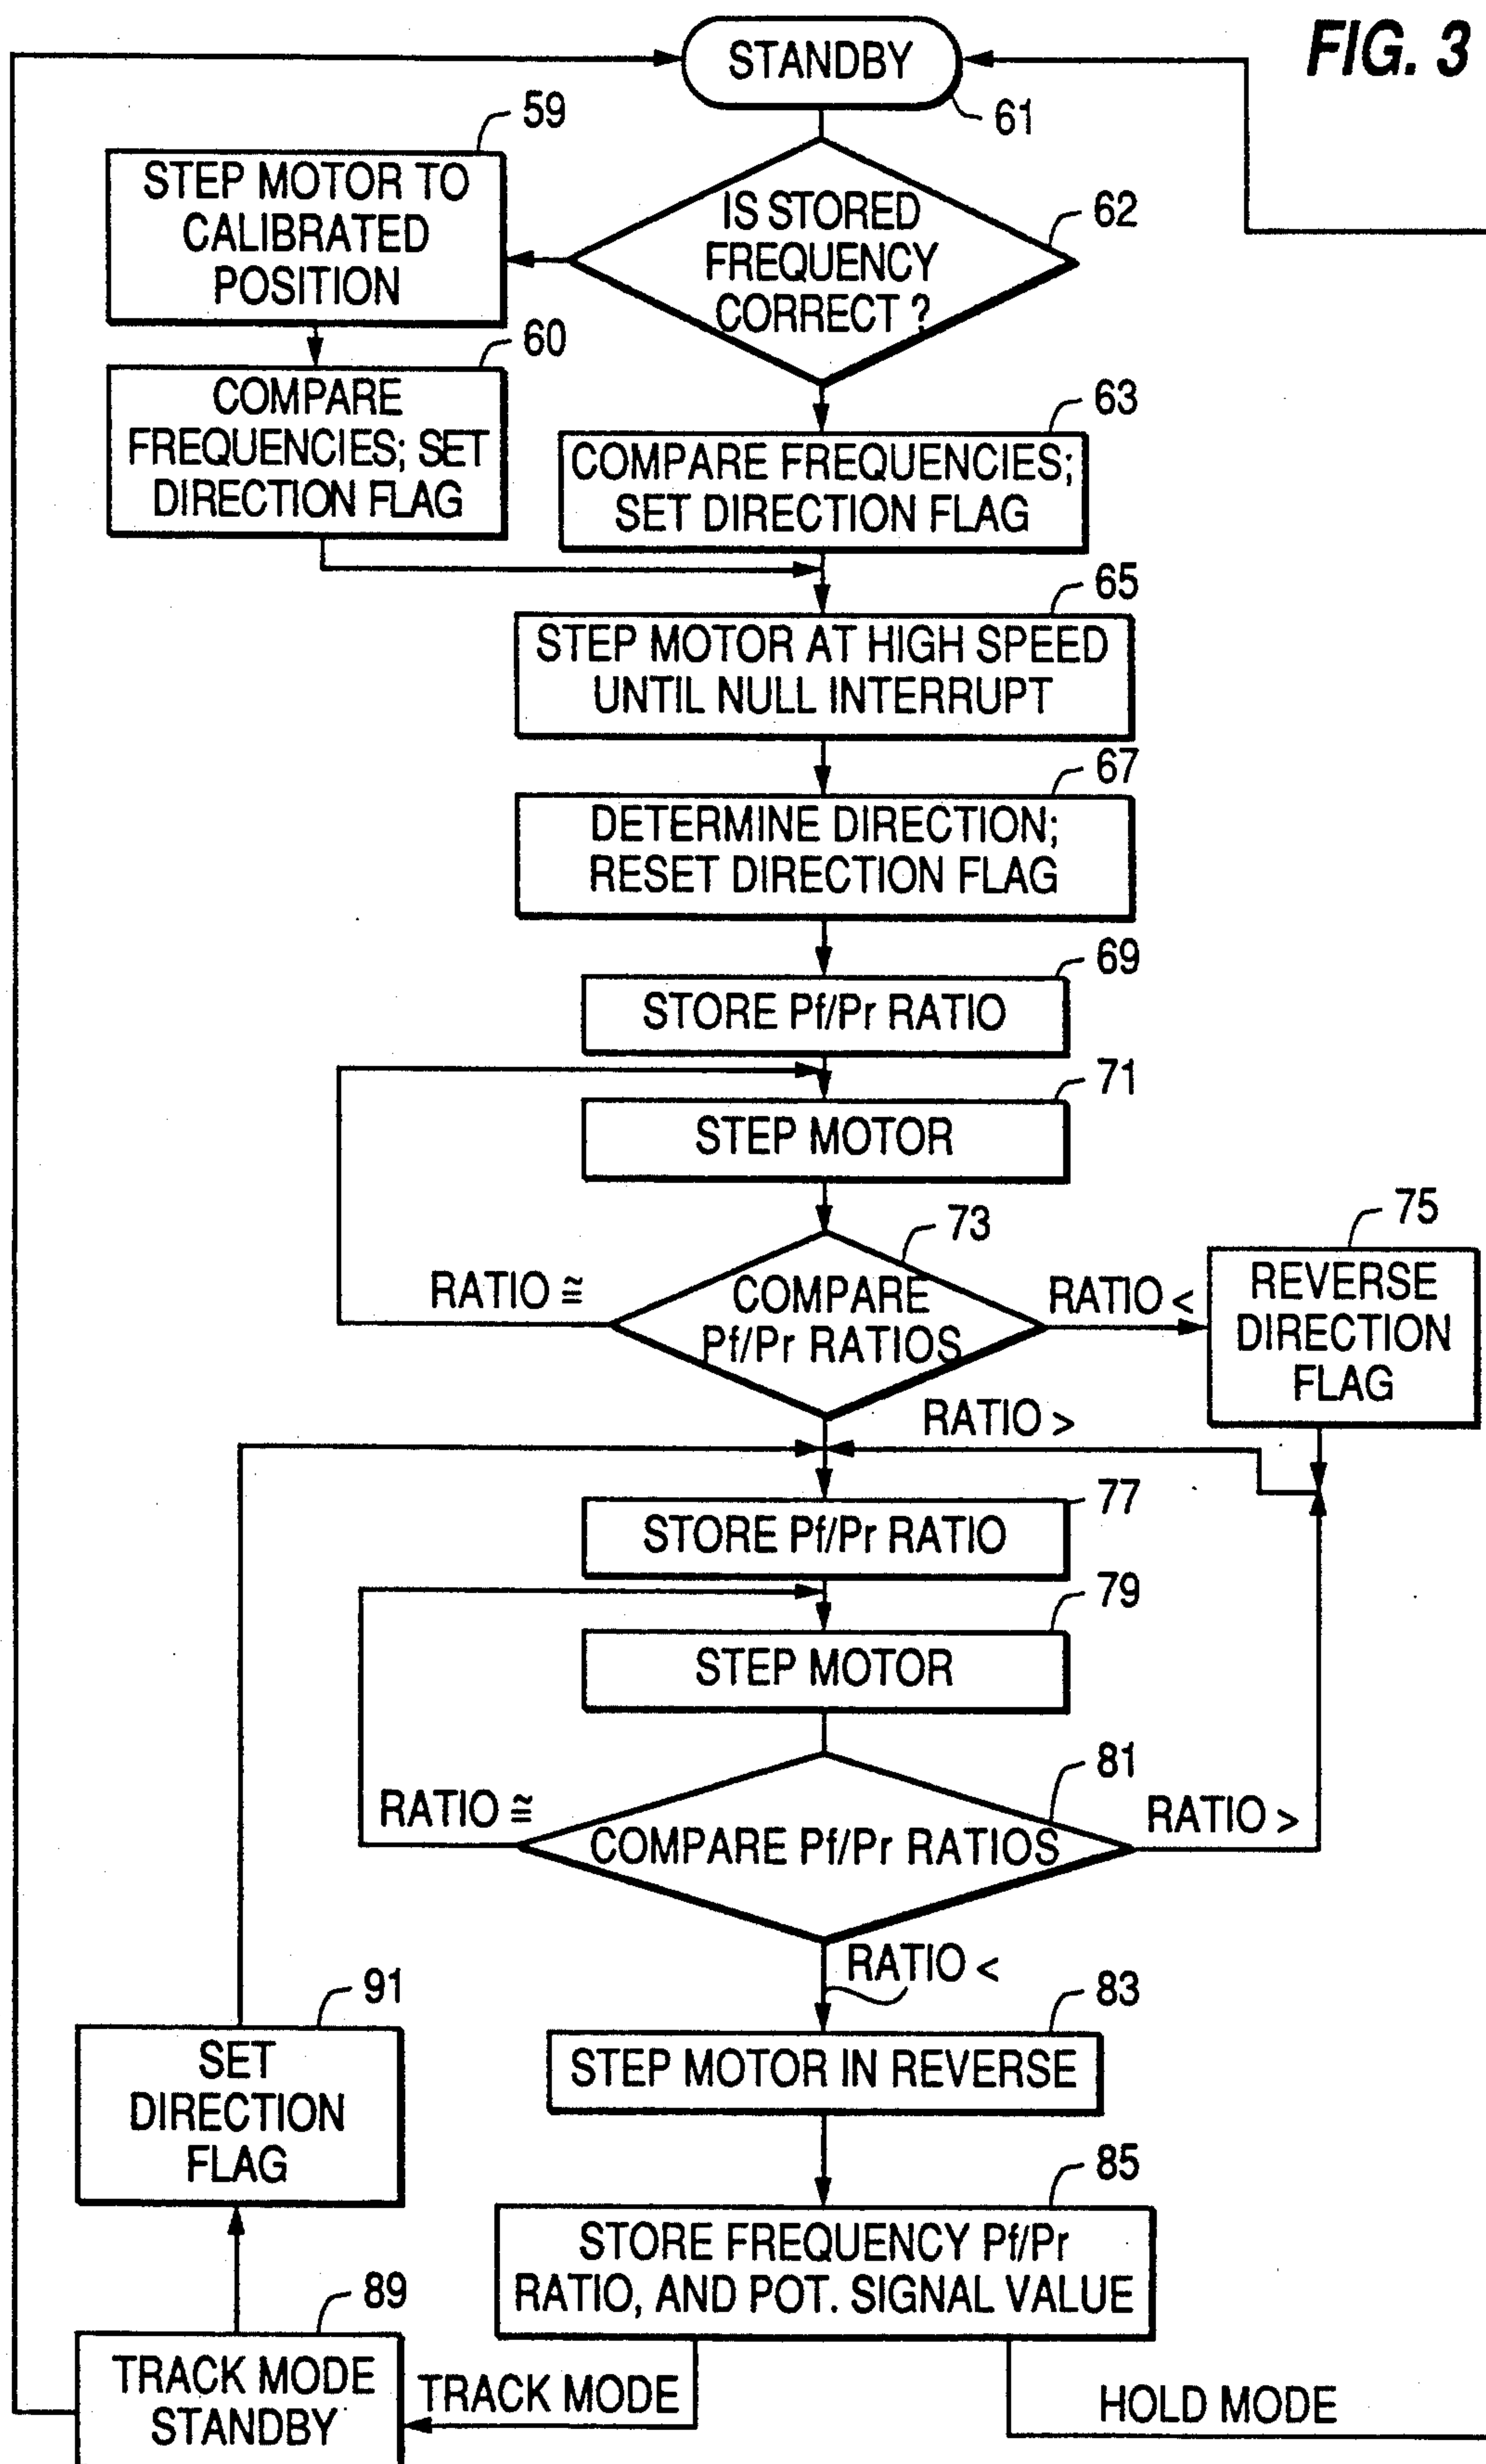 FIG. 3
STANDBY
61
59
STEP MOTOR TO
CALIBRATED
POSITION
IS STORED
FREQUENCY
CORRECT ?
62
60
COMPARE
FREQUENCIES; SET
DIRECTION FLAG
63
COMPARE FREQUENCIES;
SET DIRECTION FLAG
65
STEP MOTOR AT HIGH SPEED
UNTIL NULL INTERRUPT
67
DETERMINE DIRECTION;
RESET DIRECTION FLAG
69
STORE Pf/Pr RATIO
71
STEP MOTOR
73
COMPARE
Pf/Pr RATIOS
RATIO ≅
RATIO <
75
REVERSE
DIRECTION
FLAG
RATIO >
77
STORE Pf/Pr RATIO
79
STEP MOTOR
81
COMPARE Pf/Pr RATIOS
RATIO ≅
RATIO >
RATIO <
83
STEP MOTOR IN REVERSE
91
SET
DIRECTION
FLAG
85
STORE FREQUENCY Pf/Pr
RATIO, AND POT. SIGNAL VALUE
89
TRACK MODE
STANDBY
TRACK MODE
HOLD MODE